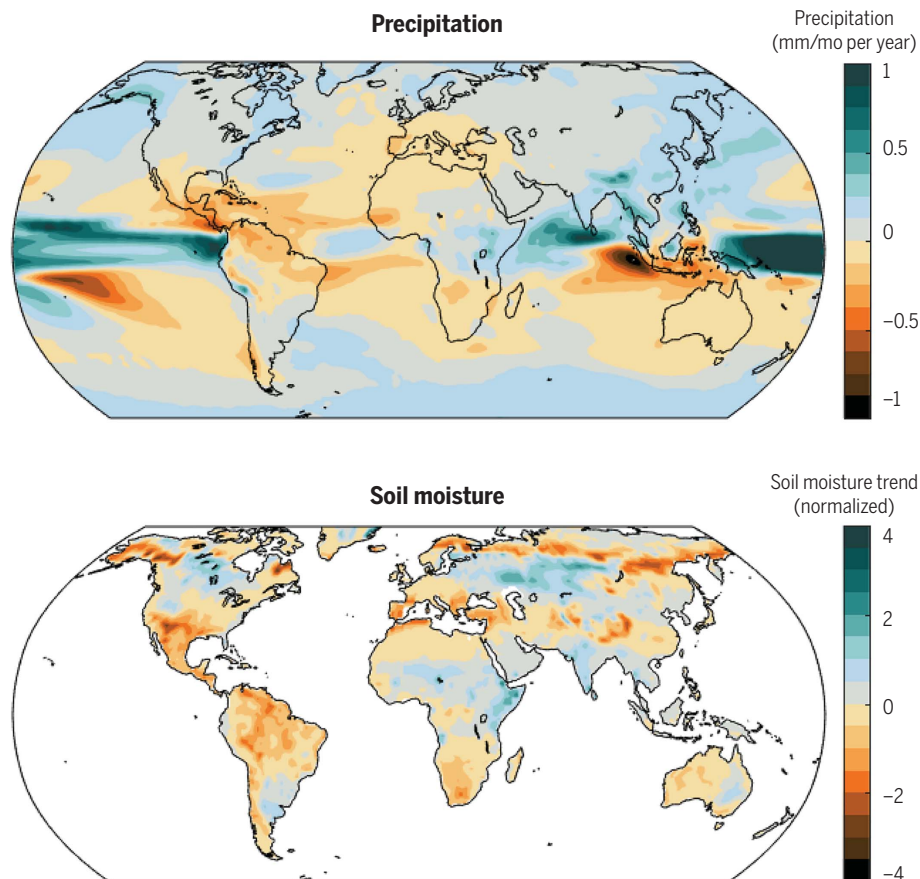 Precipitation
Precipitation
(mm/mo per year)
1
0.5
0
−0.5
−1
Soil moisture
Soil moisture trend
(normalized)
4
2
0
−2
−4